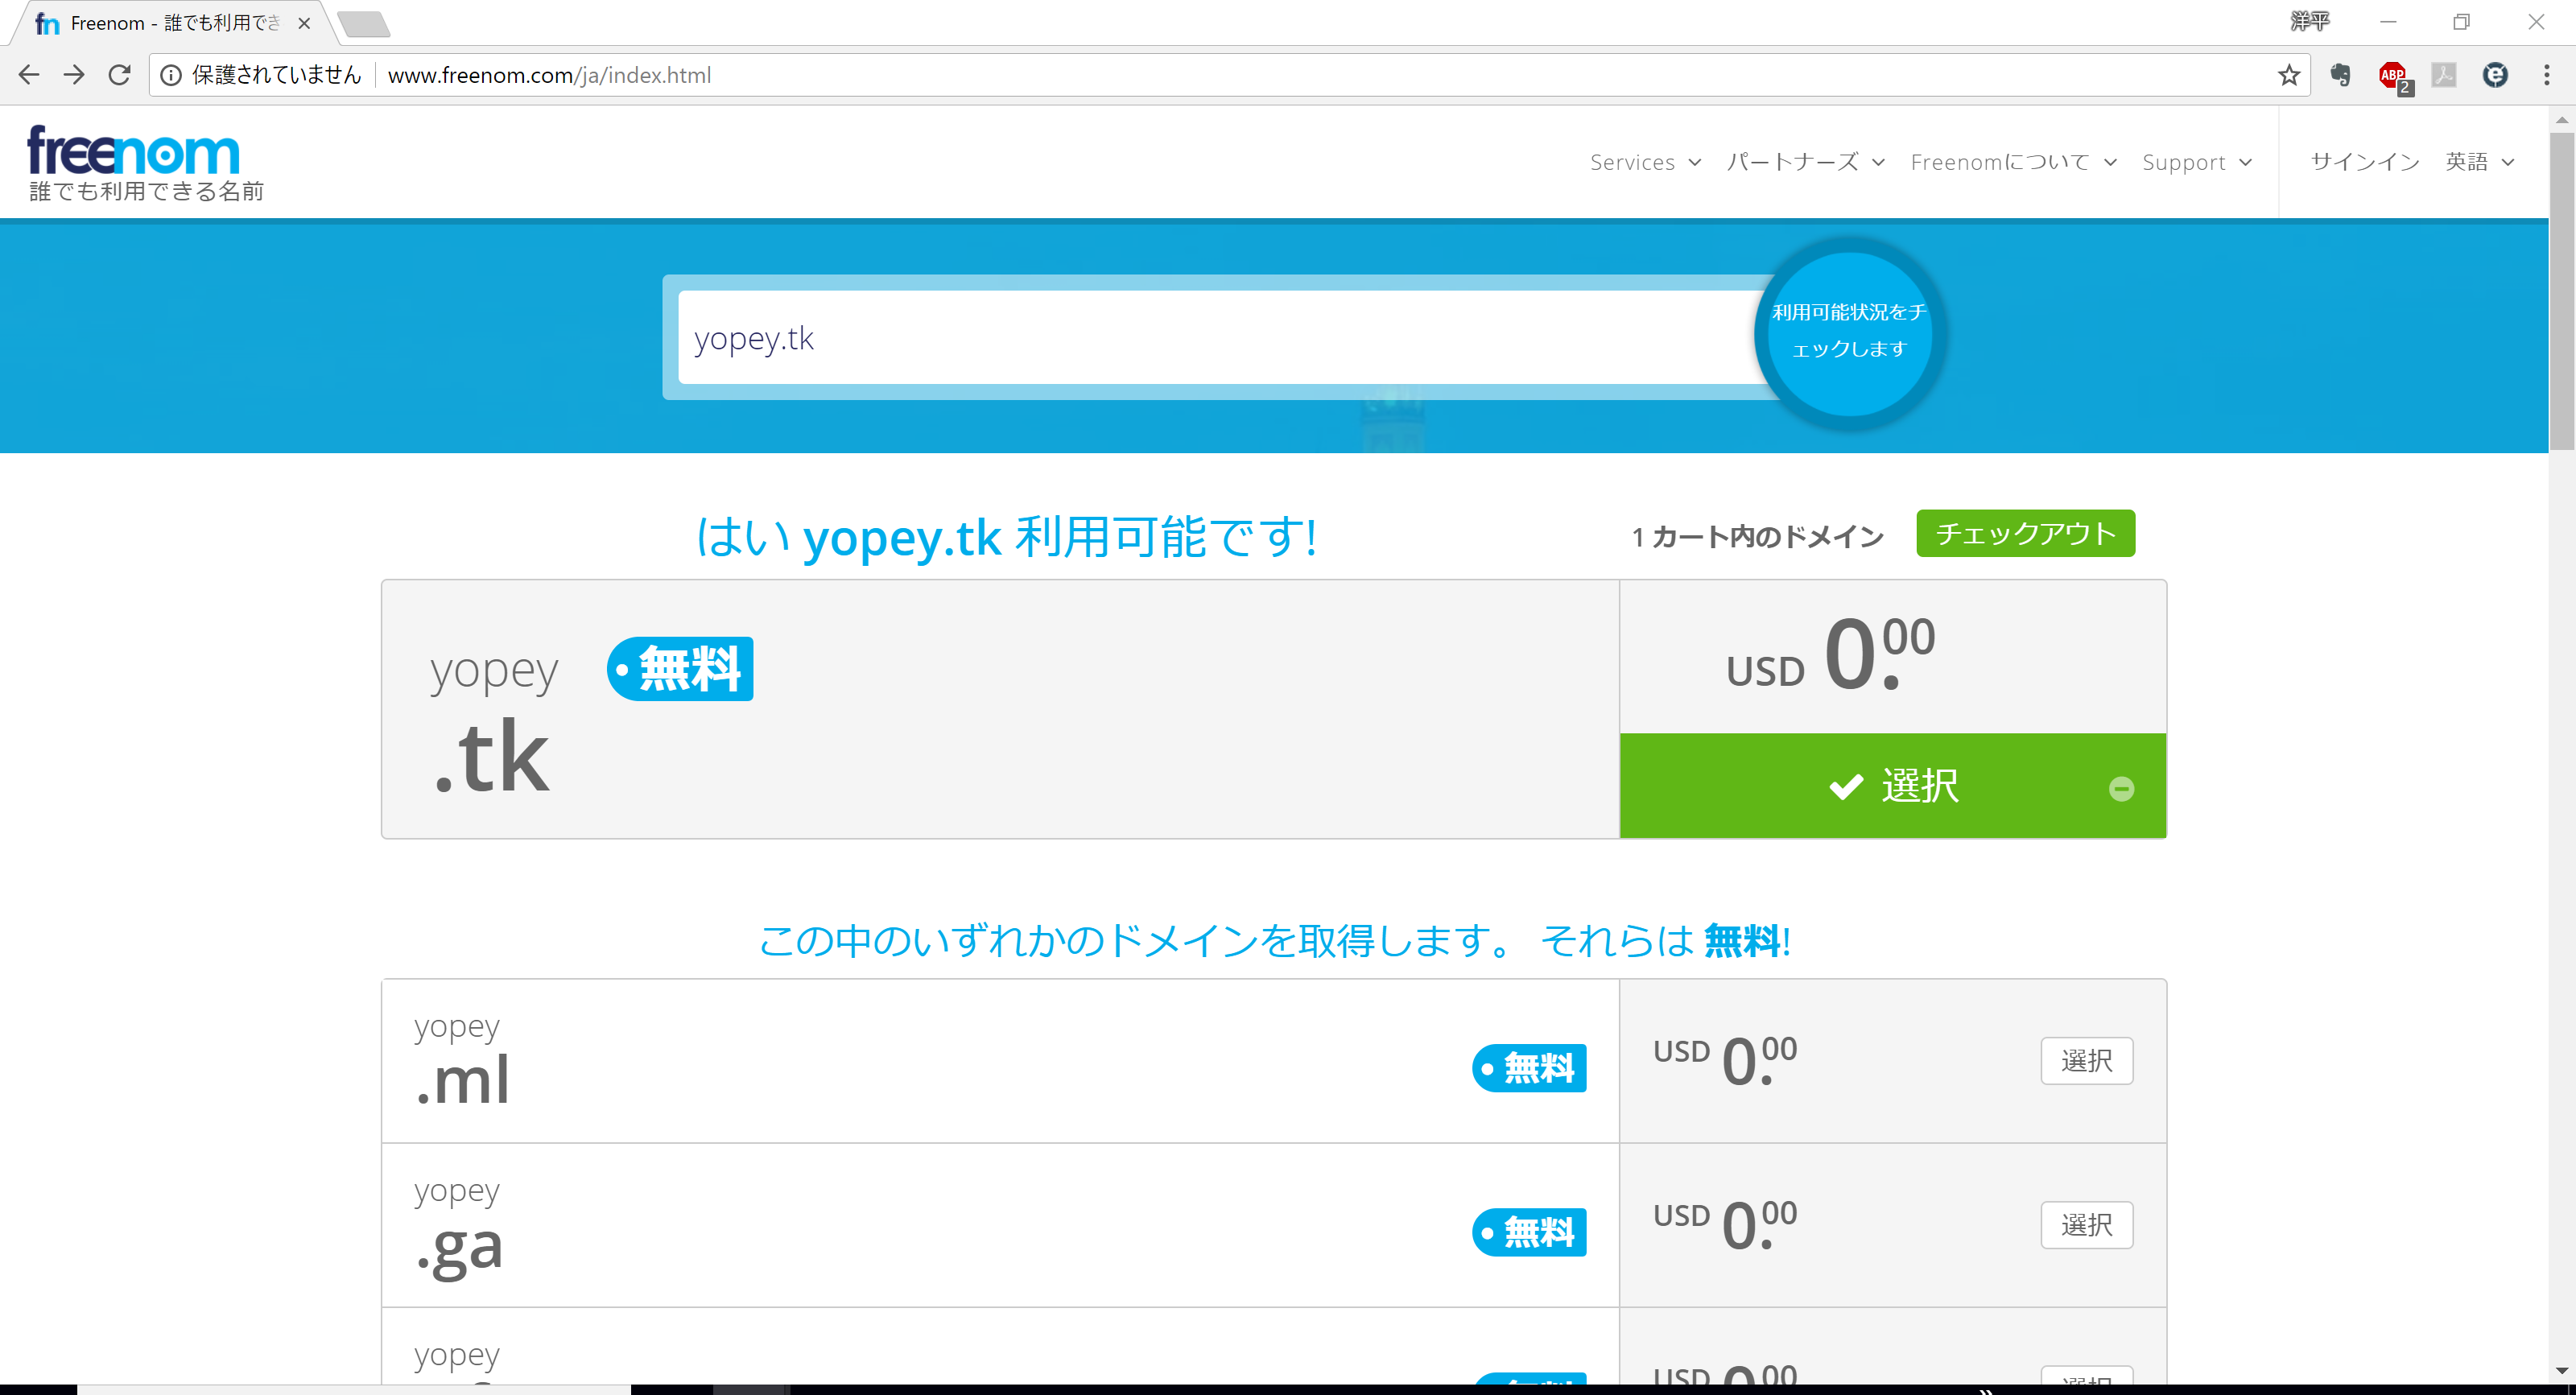 fn Freenom - 誰でも利用でき
洋平
保護されていません www.freenom.com/ja/index.html
ABP 2
freenom
誰でも利用できる名前
Services パートナーズ Freenomについて Support サインイン 英語
yopey.tk
利用可能状況をチ
ェックします
はい yopey.tk 利用可能です!
1 カート内のドメイン チェックアウト
yopey 無料
.tk
USD 0.00
選択
この中のいずれかのドメインを取得します。 それらは 無料!
yopey
.ml
無料
USD 0.00
選択
yopey
.ga
無料
USD 0.00
選択
yopey
無料
USD 0.00
選択